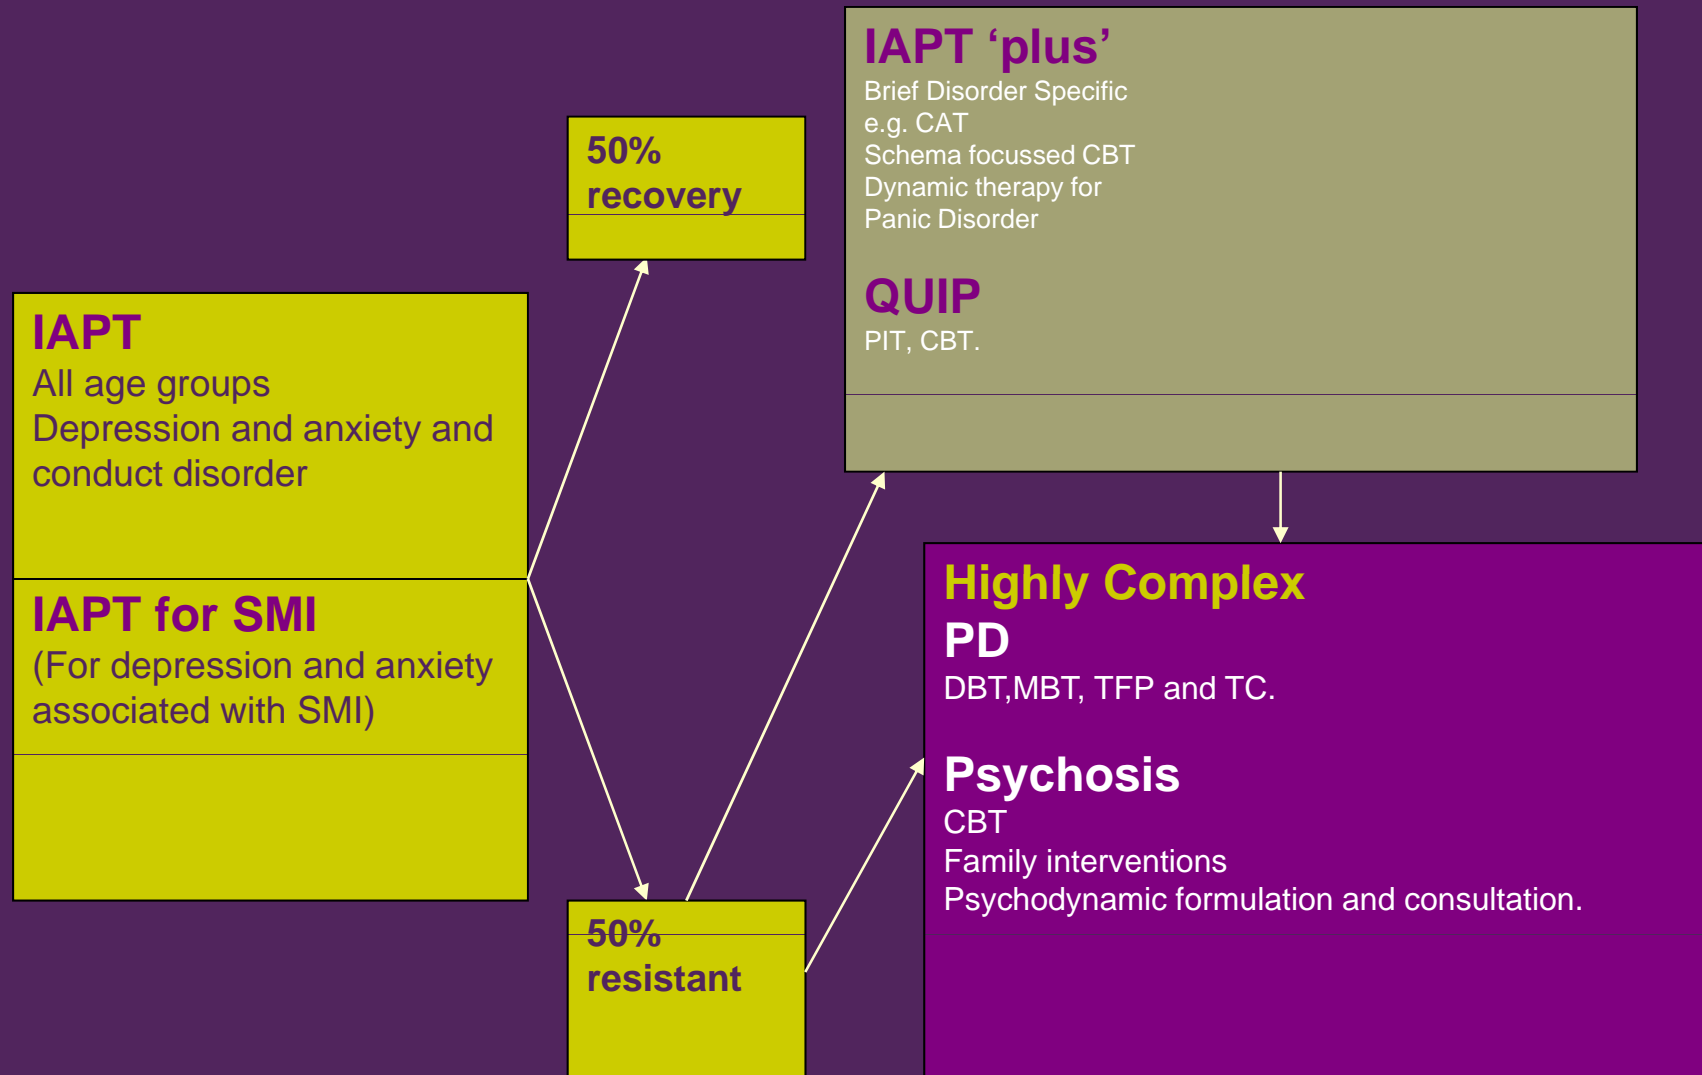 IAPT
All age groups
Depression and anxiety and
conduct disorder
IAPT for SMI
(For depression and anxiety
associated with SMI)
50%
recovery
50%
resistant
IAPT ‘plus’
Brief Disorder Specific
e.g. CAT
Schema focussed CBT
Dynamic therapy for
Panic Disorder
QUIP
PIT, CBT.
Highly Complex
PD
DBT,MBT, TFP and TC.
Psychosis
CBT
Family interventions
Psychodynamic formulation and consultation.